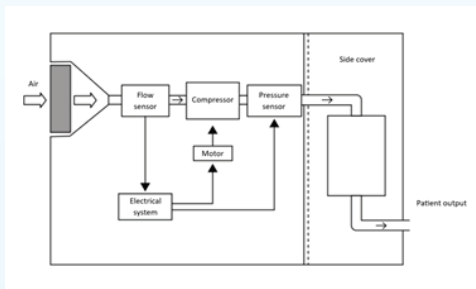 Side cover
Air
Flow
sensor
Compressor
Pressure
sensor
Motor
Electrical
system
Patient output